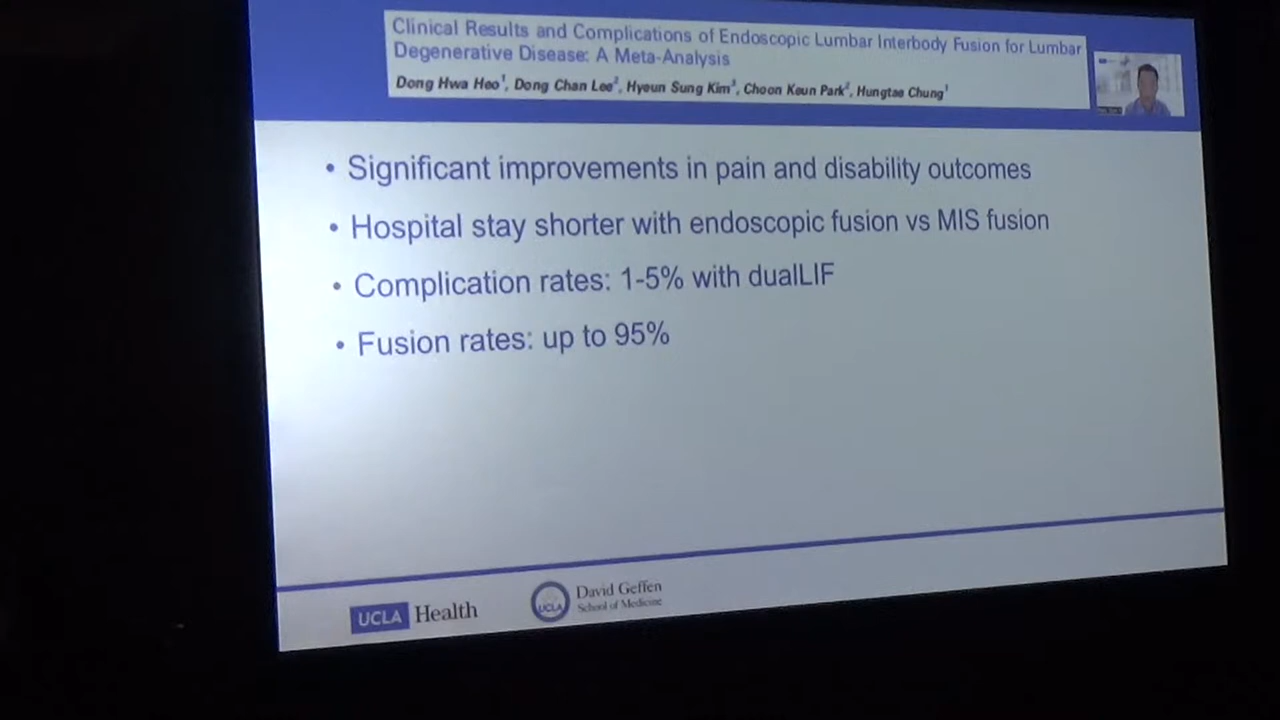 Clinical Results and Complications of Endoscopic Lumbar Interbody Fusion for Lumbar
Degenerative Disease: A Meta-Analysis
Dong Hwa Heo¹, Dong Chan Lee², Hyeun Sung Kim³, Choon Keun Park², Hungtae Chung¹
• Significant improvements in pain and disability outcomes
• Hospital stay shorter with endoscopic fusion vs MIS fusion
• Complication rates: 1-5% with dualLIF
• Fusion rates: up to 95%
UCLA Health
UCLA
David Geffen
School of Medicine